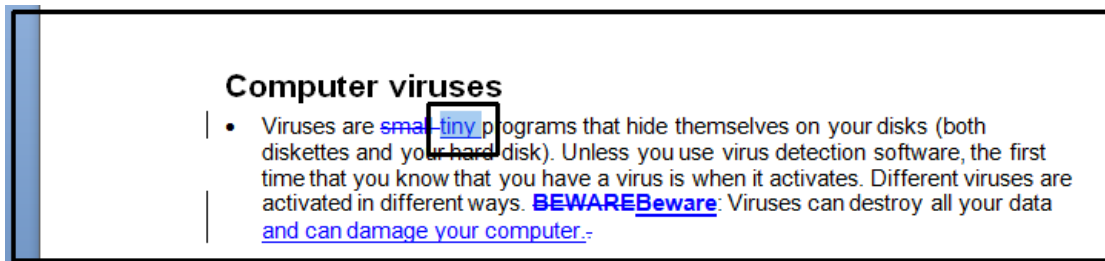 Computer viruses
• Viruses are small tiny programs that hide themselves on your disks (both
diskettes and your hard disk). Unless you use virus detection software, the first
time that you know that you have a virus is when it activates. Different viruses are
activated in different ways. BEWAREBeware: Viruses can destroy all your data
and can damage your computer..